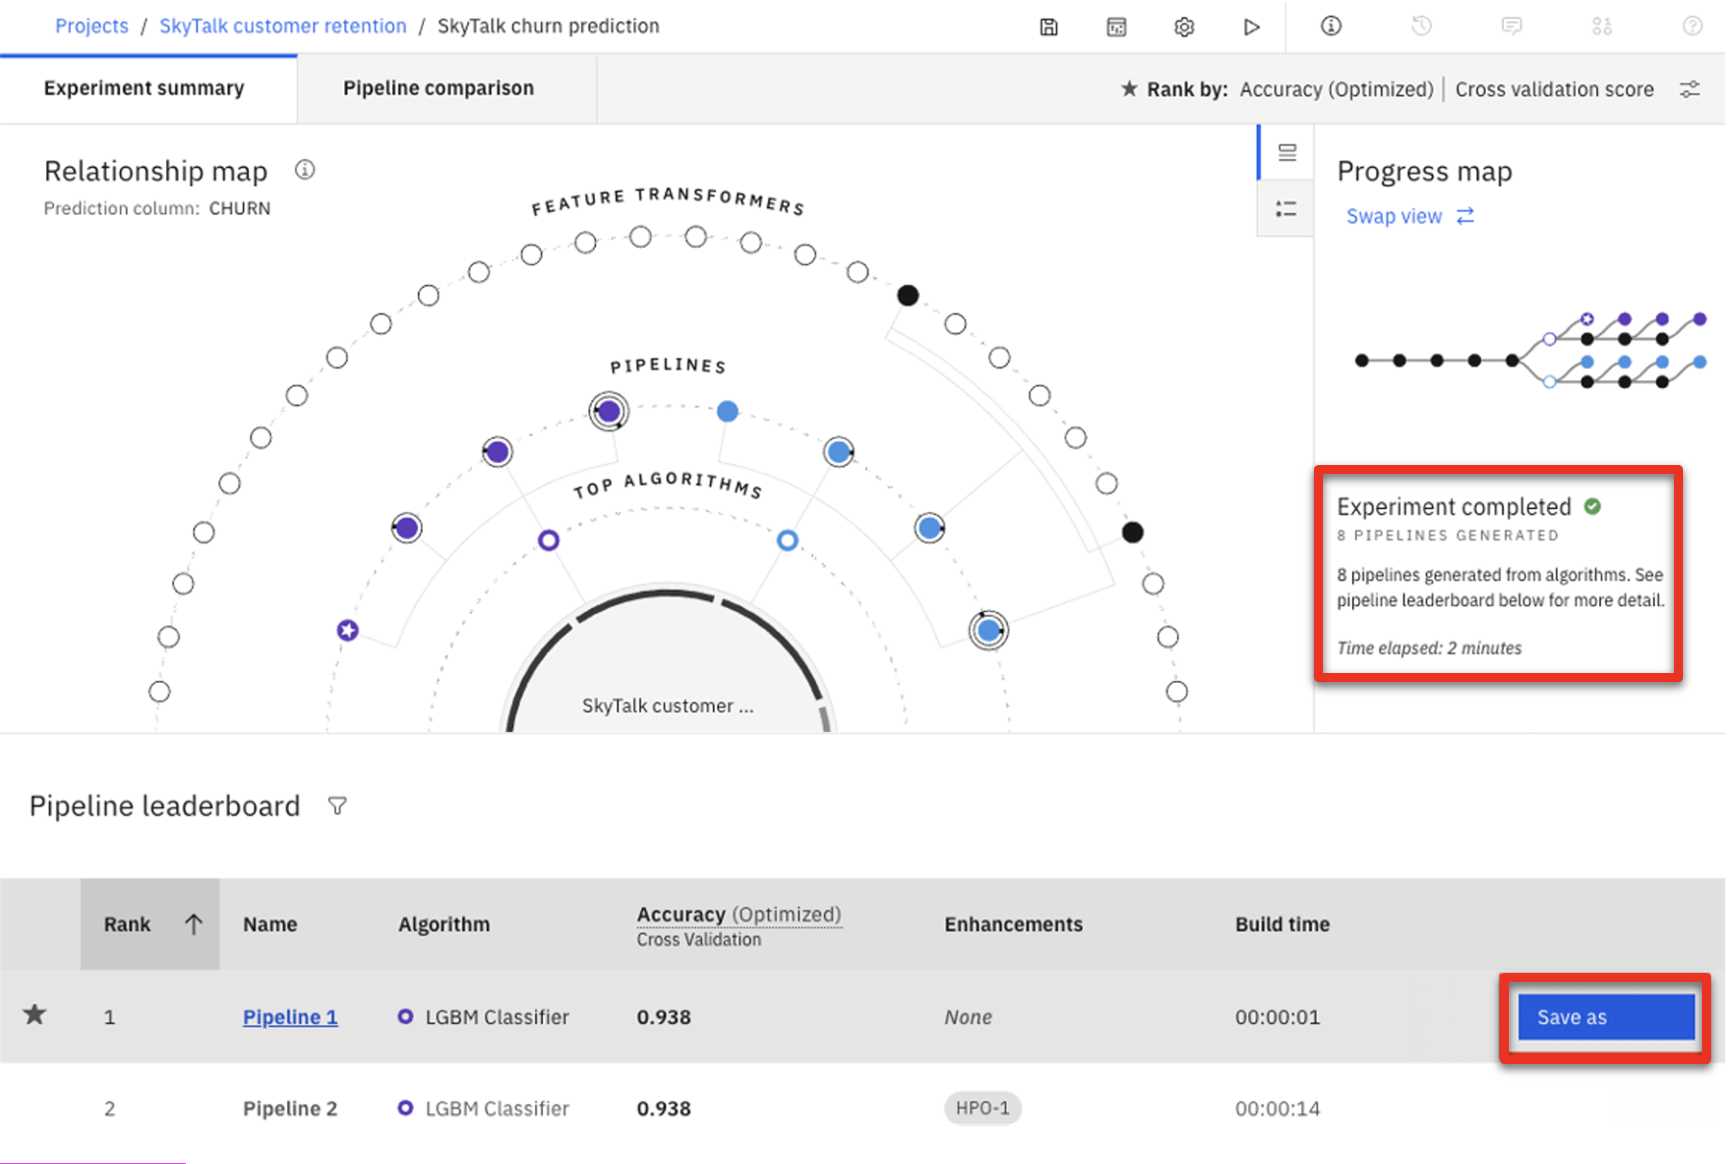 Projects / SkyTalk customer retention / SkyTalk churn prediction
Experiment summary
Pipeline comparison
Rank by: Accuracy (Optimized) | Cross validation score
Relationship map
Prediction column: CHURN
FEATURE TRANSFORMERS
PIPELINES
TOP ALGORITHMS
SkyTalk customer ...
Progress map
Swap view
Experiment completed
8 PIPELINES GENERATED
8 pipelines generated from algorithms. See
pipeline leaderboard below for more detail.
Time elapsed: 2 minutes
Pipeline leaderboard
Rank Name Algorithm Accuracy (Optimized) Enhancements Build time
Cross Validation
1 Pipeline 1 LGBM Classifier 0.938 None 00:00:01 Save as
2 Pipeline 2 LGBM Classifier 0.938 HPO-1 00:00:14